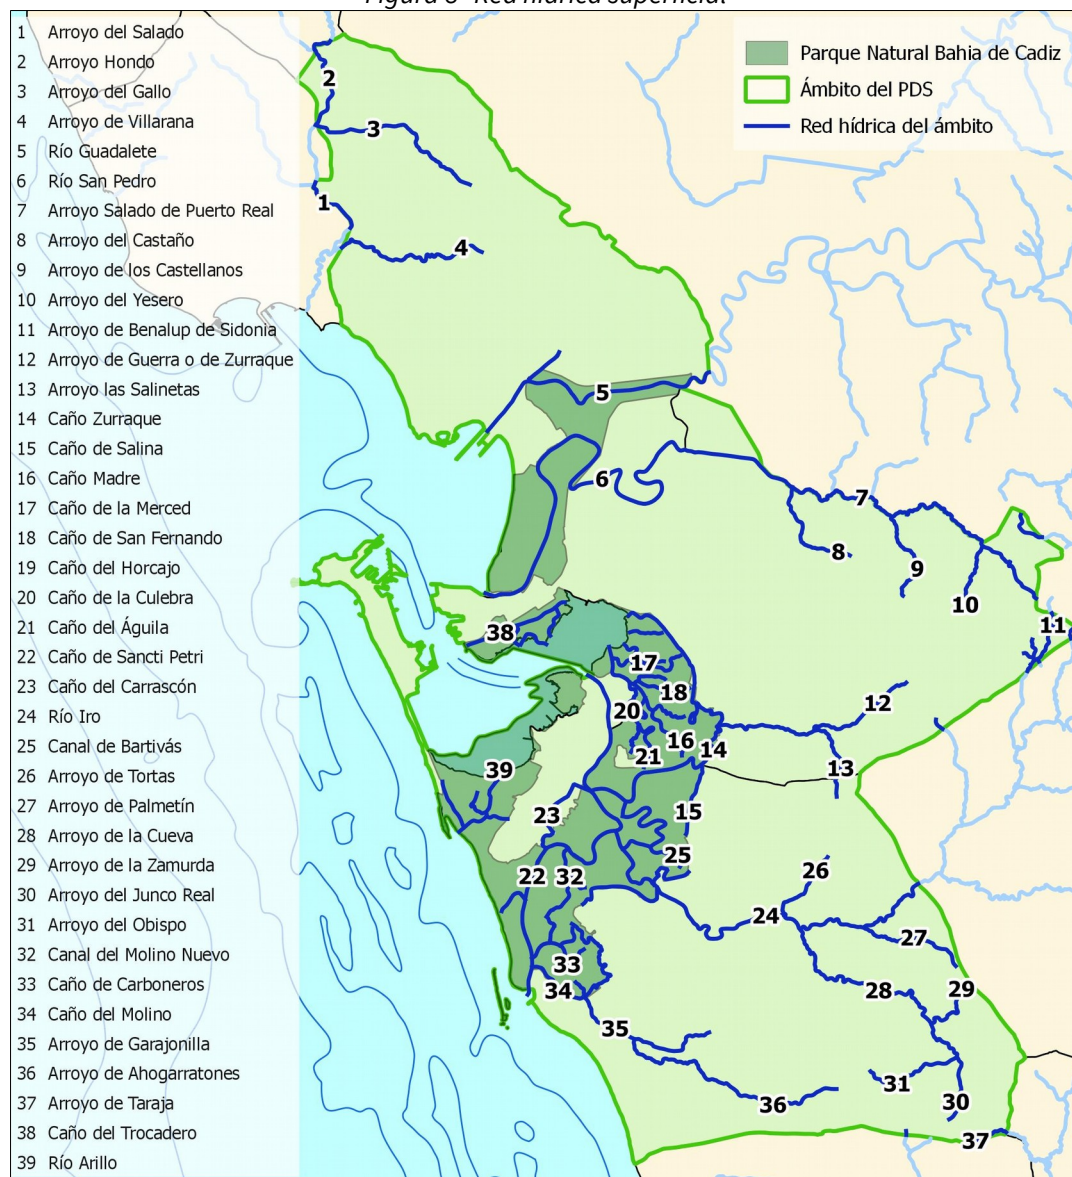 Figura 8 Red hídrica superficial
1 Arroyo del Salado
2 Arroyo Hondo
3 Arroyo del Gallo
4 Arroyo de Villarana
5 Río Guadalete
6 Río San Pedro
7 Arroyo Salado de Puerto Real
8 Arroyo del Castaño
9 Arroyo de los Castellanos
10 Arroyo del Yesero
11 Arroyo de Benalup de Sidonia
12 Arroyo de Guerra o de Zurraque
13 Arroyo las Salinetas
14 Caño Zurraque
15 Caño de Salina
16 Caño Madre
17 Caño de la Merced
18 Caño de San Fernando
19 Caño del Horcajo
20 Caño de la Culebra
21 Caño del Águila
22 Caño de Sancti Petri
23 Caño del Carrascón
24 Río Iro
25 Canal de Bartivás
26 Arroyo de Tortas
27 Arroyo de Palmetín
28 Arroyo de la Cueva
29 Arroyo de la Zamurda
30 Arroyo del Junco Real
31 Arroyo del Obispo
32 Canal del Molino Nuevo
33 Caño de Carboneros
34 Caño del Molino
35 Arroyo de Garajonilla
36 Arroyo de Ahogarratones
37 Arroyo de Taraja
38 Caño del Trocadero
39 Río Arillo
Parque Natural Bahia de Cadiz
Ámbito del PDS
Red hídrica del ámbito
2
3
1
4
5
6
7
8
9
10
11
38
17
18
12
20
16
14
21
13
39
23
15
25
22
32
26
24
27
33
34
28
29
35
31
36
30
37